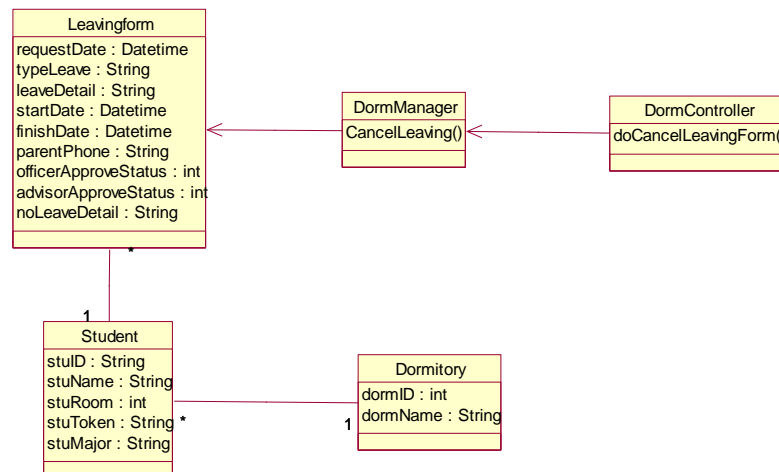 Leavingform
requestDate : Datetime
typeLeave : String
leaveDetail : String
startDate : Datetime
finishDate : Datetime
parentPhone : String
officerApproveStatus : int
advisorApproveStatus : int
noLeaveDetail : String
DormManager
CancelLeaving()
DormController
doCancelLeavingForm(
*
1
Student
stuID : String
stuName : String
stuRoom : int
stuToken : String
stuMajor : String
*
1
Dormitory
dormID : int
dormName : String